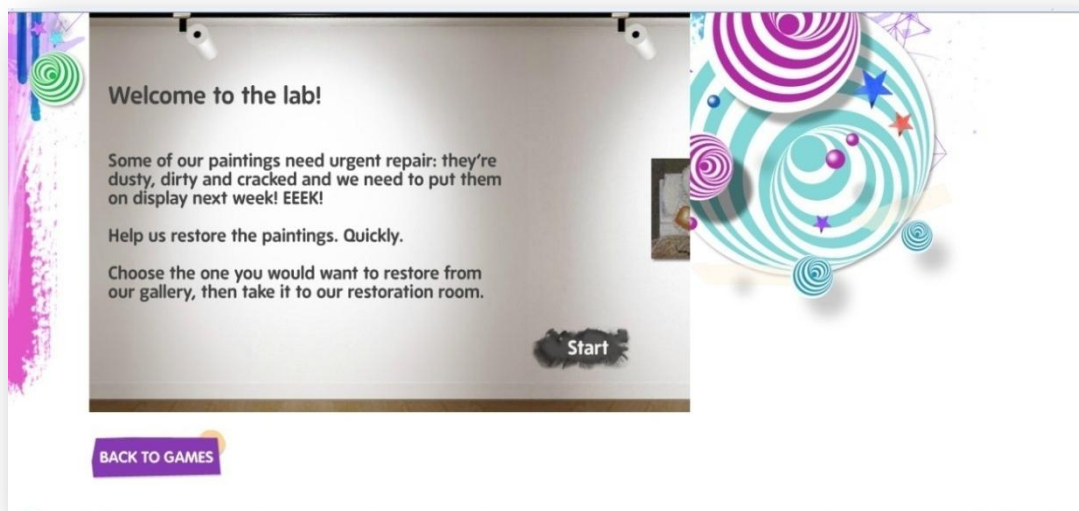 Welcome to the lab!
Some of our paintings need urgent repair: they're
dusty, dirty and cracked and we need to put them
on display next week! EEEK!
Help us restore the paintings. Quickly.
Choose the one you would want to restore from
our gallery, then take it to our restoration room.
Start
BACK TO GAMES